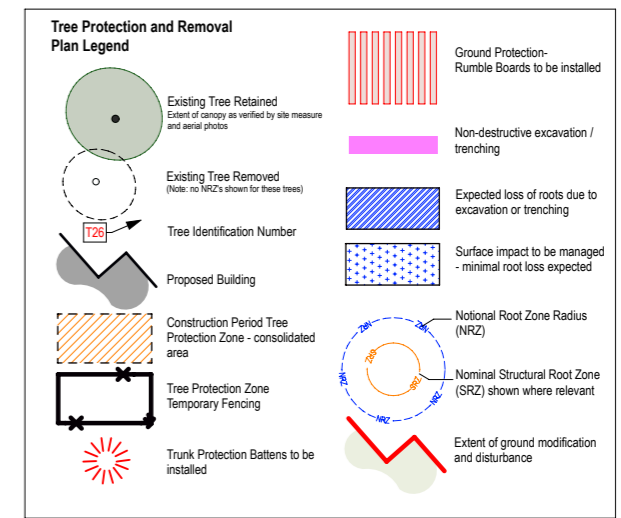 Tree Protection and Removal
Plan Legend
Existing Tree Retained
Extent of canopy as verified by site measure
and aerial photos
Existing Tree Removed
(Note: no NRZ's shown for these trees)
T26
Tree Identification Number
Proposed Building
Construction Period Tree
Protection Zone - consolidated
area
Tree Protection Zone
Temporary Fencing
Trunk Protection Battens to be
installed
Ground Protection-
Rumble Boards to be installed
Non-destructive excavation /
trenching
Expected loss of roots due to
excavation or trenching
Surface impact to be managed
- minimal root loss expected
Notional Root Zone Radius
(NRZ)
NRZ
NRZ
NRZ
NRZ
NRZ
SRZ
SRZ
Nominal Structural Root Zone
(SRZ) shown where relevant
Extent of ground modification
and disturbance